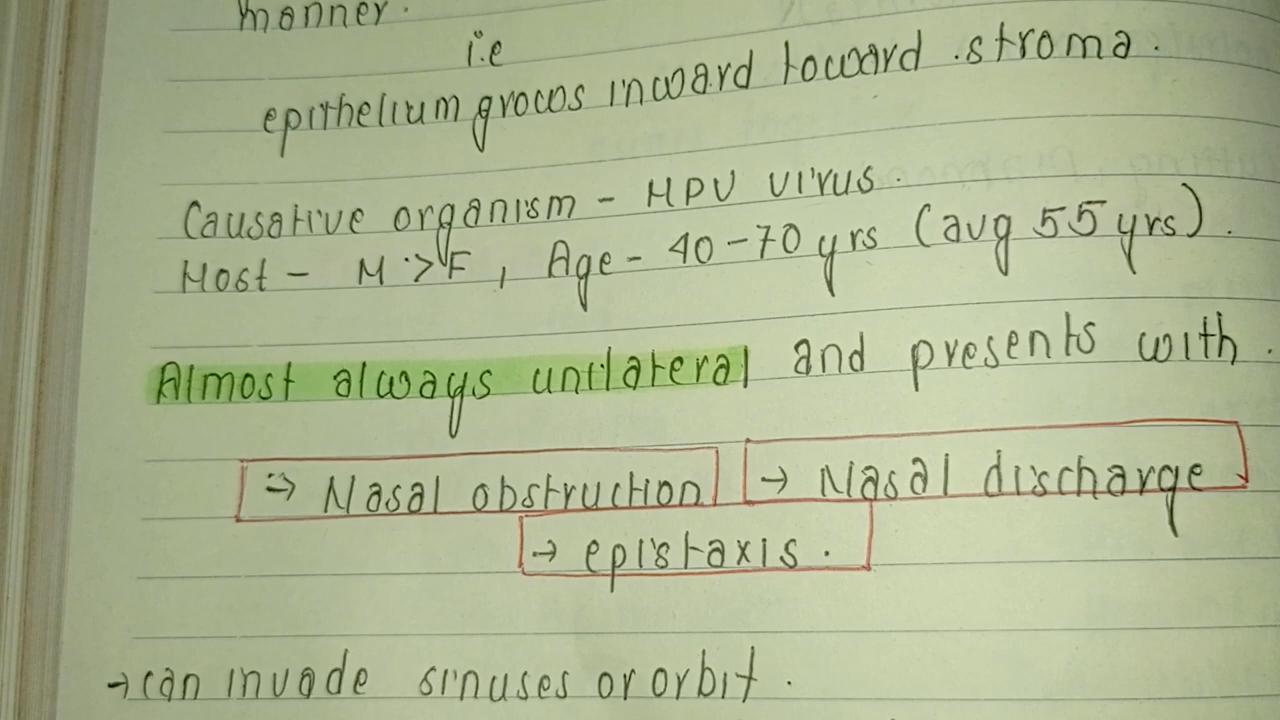 manner.
i.e
epithelium grows inward toward stroma.
Causative organism - HPV virus.
Host - M > F, Age - 40-70 yrs (avg 55 yrs).
Almost always unilateral and presents with.
→ Nasal obstruction → Nasal discharge
→ epistaxis.
→ can invade sinuses or orbit.